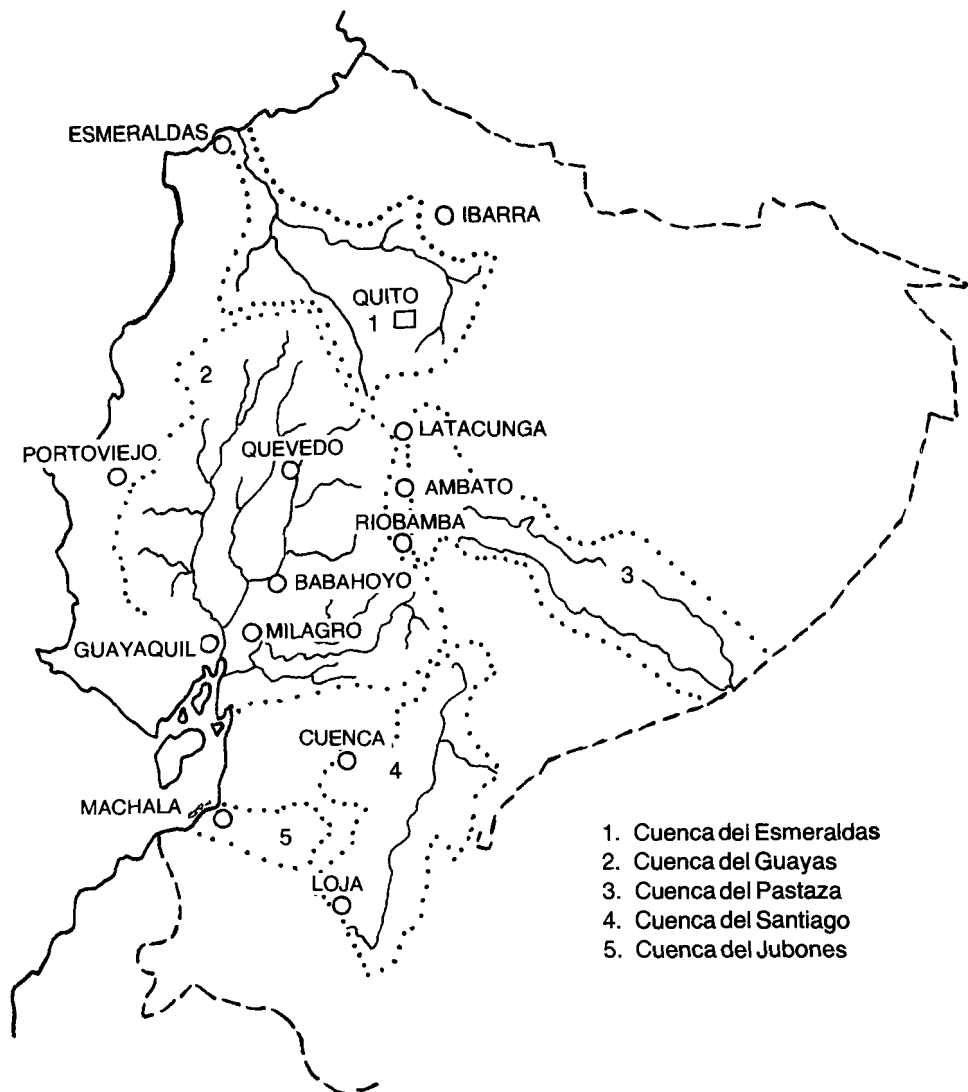 ESMERALDAS
IBARRA
QUITO
1
2
LATACUNGA
PORTOVIEJO
QUEVEDO
AMBATO
RIOBAMBA
3
BABAHOYO
MILAGRO
GUAYAQUIL
CUENCA
4
MACHALA
5
LOJA
1. Cuenca del Esmeraldas
2. Cuenca del Guayas
3. Cuenca del Pastaza
4. Cuenca del Santiago
5. Cuenca del Jubones